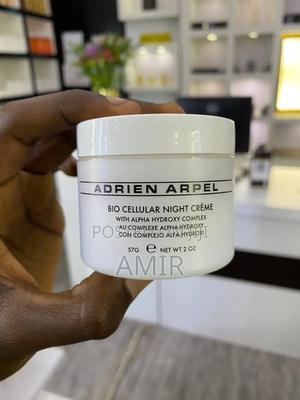 ADRIEN ARPEL
BIO CELLULAR NIGHT CRÈME
WITH ALPHA HYDROXY COMPLEX
AU COMPLEXE ALPHA-HYDROXY
CON COMPLEJO ALFA HYDROXI
57G e NET WT 2 OZ
AMIR